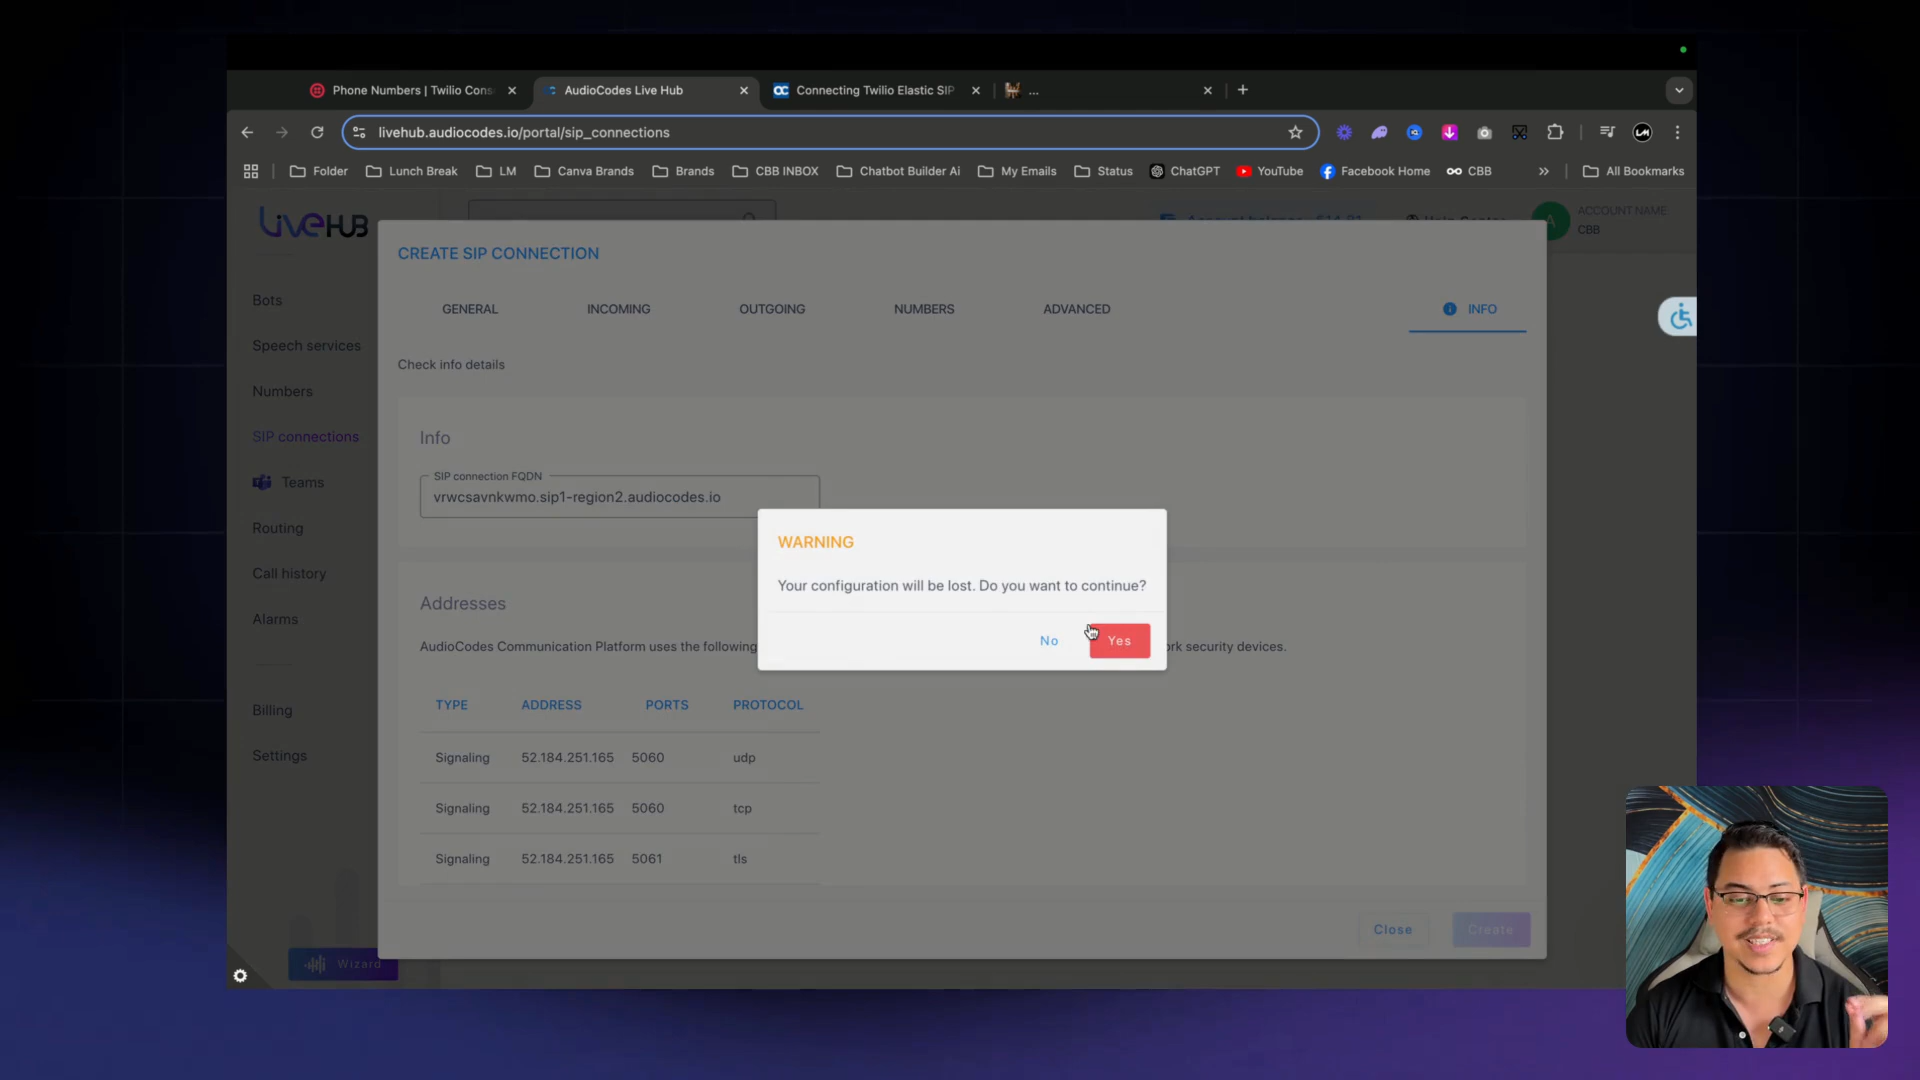 Phone Numbers | Twilio Cons
AudioCodes Live Hub
Connecting Twilio Elastic SIP
...
livehub.audiocodes.io/portal/sip_connections
Folder
Lunch Break
LM
Canva Brands
Brands
CBB INBOX
Chatbot Builder Ai
My Emails
Status
ChatGPT
YouTube
Facebook Home
CBB
All Bookmarks
LiveHUB
ACCOUNT NAME
CBB
A
Bots
Speech services
Numbers
SIP connections
Teams
Routing
Call history
Alarms
Billing
Settings
Wizard
CREATE SIP CONNECTION
GENERAL
INCOMING
OUTGOING
NUMBERS
ADVANCED
INFO
Check info details
Info
SIP connection FQDN
vrwcsavnkwmo.sip1-region2.audiocodes.io
WARNING
Your configuration will be lost. Do you want to continue?
No
Yes
Addresses
AudioCodes Communication Platform uses the following
rk security devices.
TYPE ADDRESS PORTS PROTOCOL
Signaling 52.184.251.165 5060 udp
Signaling 52.184.251.165 5060 tcp
Signaling 52.184.251.165 5061 tls
Close
Create